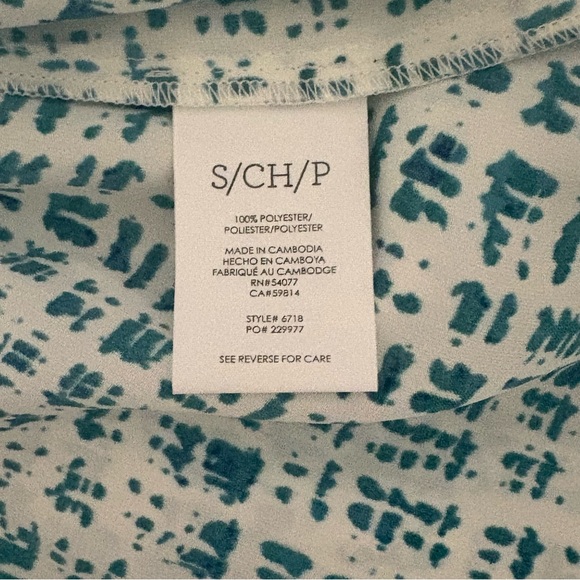 S/CH/P
100% POLYESTER/
POLIESTER/POLYESTER
MADE IN CAMBODIA
HECHO EN CAMBOYA
FABRIQUÉ AU CAMBODGE
RN#54077
CA#59814
STYLE# 6718
PO# 229977
SEE REVERSE FOR CARE